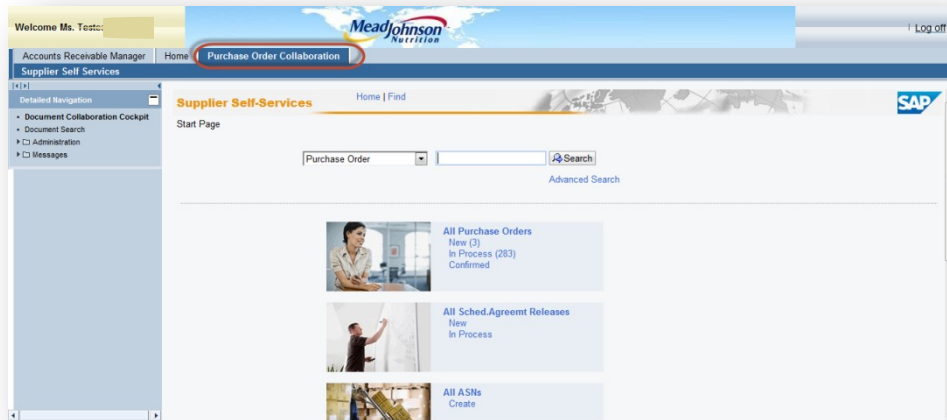 Welcome Ms. Teste
MeadJohnson
Nutrition
Log off
Accounts Receivable Manager
Home
Purchase Order Collaboration
Supplier Self Services
Detailed Navigation
Document Collaboration Cockpit
Document Search
Administration
Messages
Supplier Self-Services
Home | Find
SAP
Start Page
Purchase Order
Search
Advanced Search
All Purchase Orders
New (3)
In Process (283)
Confirmed
All Sched.Agreemt Releases
New
In Process
All ASNs
Create